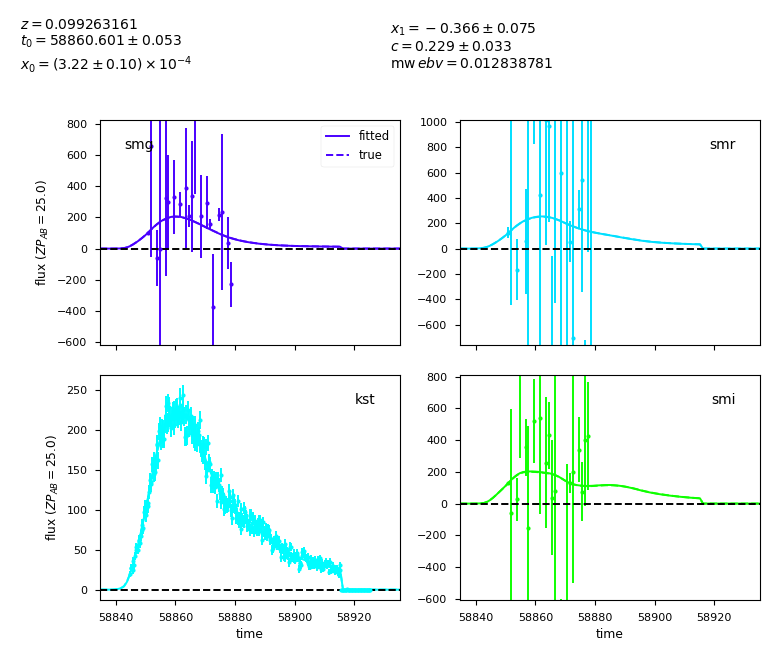 z = 0.099263161
t₀ = 58860.601 ± 0.053
x₀ = (3.22 ± 0.10) × 10⁻⁴
x₁ = −0.366 ± 0.075
c = 0.229 ± 0.033
mw ebv = 0.012838781
smg
fitted
true
800
600
400
200
0
−200
−400
−600
flux (ZP_AB = 25.0)
smr
1000
800
600
400
200
0
−200
−400
−600
kst
250
200
150
100
50
0
flux (ZP_AB = 25.0)
58840 58860 58880 58900 58920
time
smi
800
600
400
200
0
−200
−400
−600
58840 58860 58880 58900 58920
time